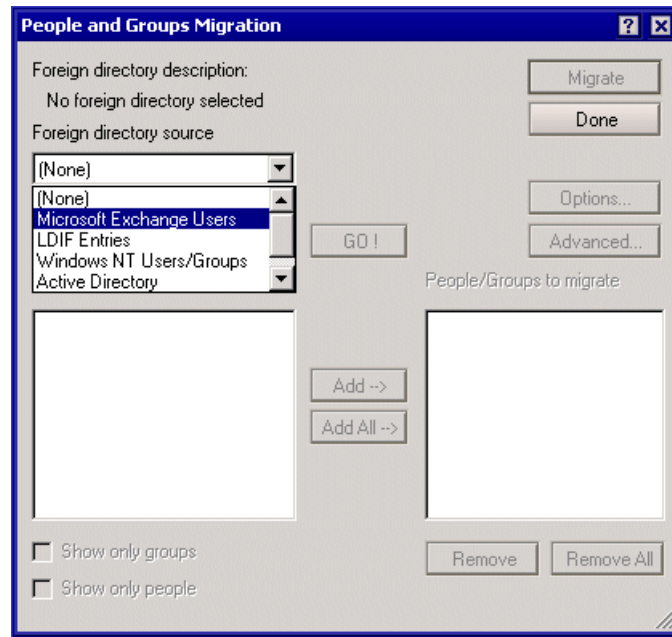 People and Groups Migration
Foreign directory description:
No foreign directory selected
Foreign directory source
(None)
(None)
Microsoft Exchange Users
LDIF Entries
Windows NT Users/Groups
Active Directory
Migrate
Done
Options...
Advanced...
GO !
People/Groups to migrate
Add -->
Add All -->
Show only groups
Show only people
Remove
Remove All